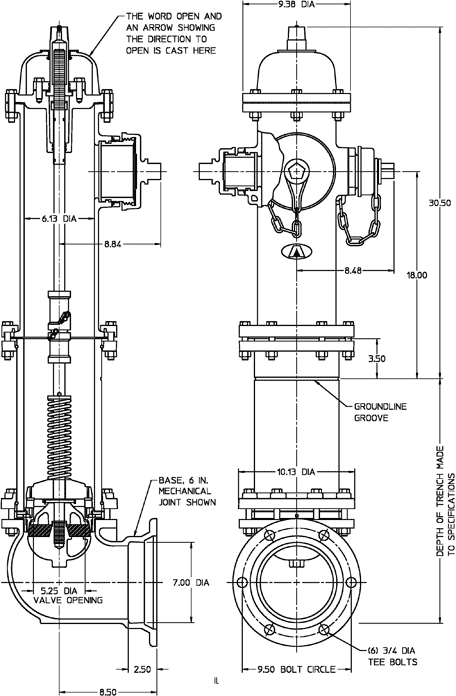 THE WORD OPEN AND
AN ARROW SHOWING
THE DIRECTION TO
OPEN IS CAST HERE
9.38 DIA
6.13 DIA
8.84
30.50
18.00
8.48
3.50
GROUNDLINE
GROOVE
10.13 DIA
BASE, 6 IN.
MECHANICAL
JOINT SHOWN
DEPTH OF TRENCH MADE
TO SPECIFICATIONS
7.00 DIA
5.25 DIA
VALVE OPENING
(6) 3/4 DIA
TEE BOLTS
2.50
9.50 BOLT CIRCLE
8.50